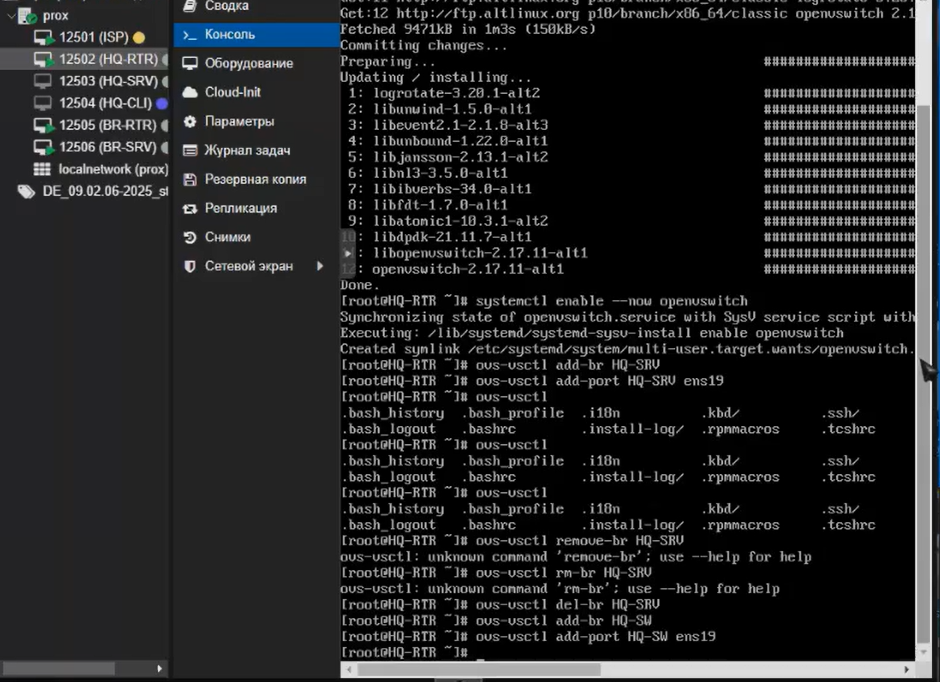 prox
12501 (ISP)
12502 (HQ-RTR)
12503 (HQ-SRV)
12504 (HQ-CLI)
12505 (BR-RTR)
12506 (BR-SRV)
localnetwork (prox)
DE_09.02.06-2025_st
Сводка
>_ Консоль
Оборудование
Cloud-Init
Параметры
Журнал задач
Резервная копия
Репликация
Снимки
Сетевой экран
Get:12 http://ftp.altlinux.org p10/branch/x86_64/classic openvswitch 2.1
Fetched 9471kB in 1m3s (150kB/s)
Committing changes...
Preparing... ###################
Updating / installing...
1: logrotate-3.20.1-alt2 ###################
2: libunwind-1.5.0-alt1 ###################
3: libevent2.1-2.1.8-alt3 ###################
4: libunbound-1.22.0-alt1 ###################
5: libjansson-2.13.1-alt2 ###################
6: libnl3-3.5.0-alt1 ###################
7: libibverbs-34.0-alt1 ###################
8: libfdt-1.7.0-alt1 ###################
9: libatomic1-10.3.1-alt2 ###################
10: libdpdk-21.11.7-alt1 ###################
: libopenvswitch-2.17.11-alt1 ###################
12: openvswitch-2.17.11-alt1 ###################
Done.
[root@HQ-RTR ~]# systemctl enable --now openvswitch
Synchronizing state of openvswitch.service with SysV service script with
Executing: /lib/systemd/systemd-sysv-install enable openvswitch
Created symlink /etc/systemd/system/multi-user.target.wants/openvswitch.
[root@HQ-RTR ~]# ovs-vsctl add-br HQ-SRV
[root@HQ-RTR ~]# ovs-vsctl add-port HQ-SRV ens19
[root@HQ-RTR ~]# ovs-vsctl
.bash_history .bash_profile .i18n .kbd/ .ssh/
.bash_logout .bashrc .install-log/ .rpmmacros .tcshrc
[root@HQ-RTR ~]# ovs-vsctl
.bash_history .bash_profile .i18n .kbd/ .ssh/
.bash_logout .bashrc .install-log/ .rpmmacros .tcshrc
[root@HQ-RTR ~]# ovs-vsctl
.bash_history .bash_profile .i18n .kbd/ .ssh/
.bash_logout .bashrc .install-log/ .rpmmacros .tcshrc
[root@HQ-RTR ~]# ovs-vsctl remove-br HQ-SRV
ovs-vsctl: unknown command 'remove-br'; use --help for help
[root@HQ-RTR ~]# ovs-vsctl rm-br HQ-SRV
ovs-vsctl: unknown command 'rm-br'; use --help for help
[root@HQ-RTR ~]# ovs-vsctl del-br HQ-SRV
[root@HQ-RTR ~]# ovs-vsctl add-br HQ-SW
[root@HQ-RTR ~]# ovs-vsctl add-port HQ-SW ens19
[root@HQ-RTR ~]# _